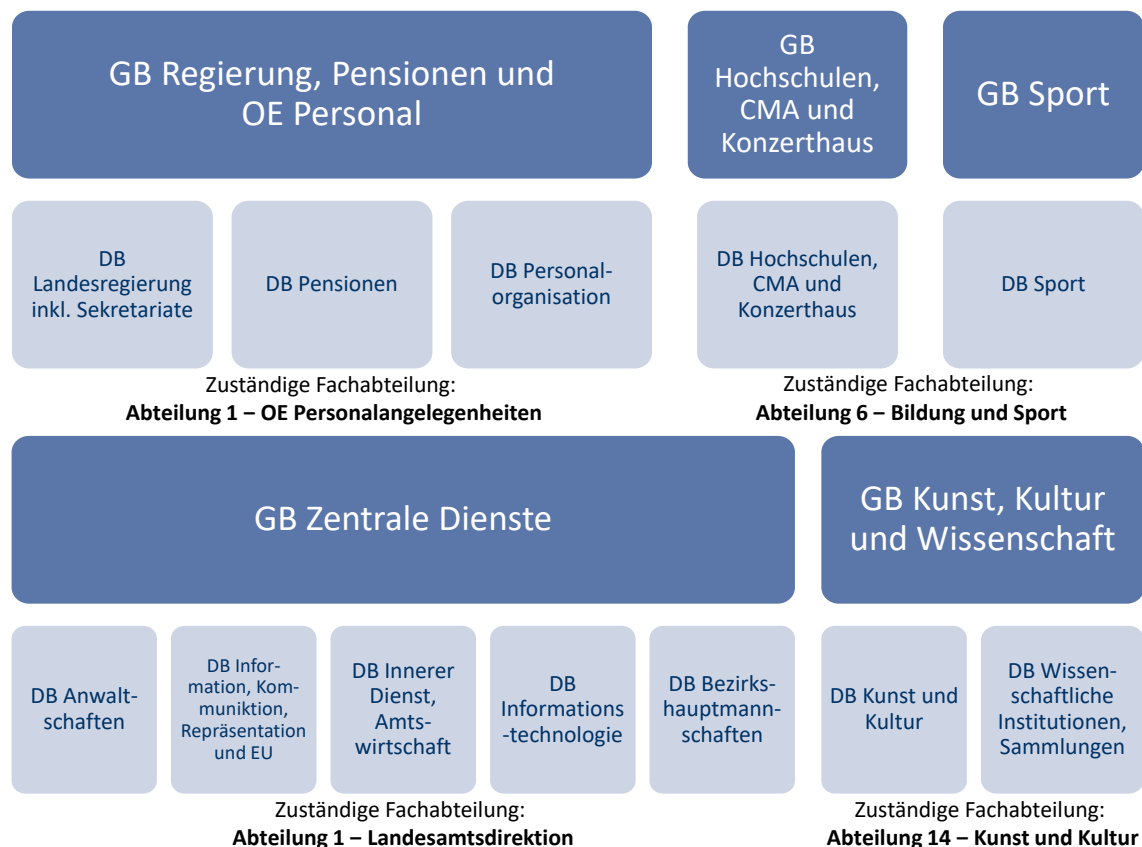 GB Regierung, Pensionen und
OE Personal
GB
Hochschulen,
CMA und
Konzerthaus
GB Sport
DB
Landesregierung
inkl. Sekretariate
DB Pensionen
DB Personal-
organisation
DB Hochschulen,
CMA und
Konzerthaus
DB Sport
Zuständige Fachabteilung:
Abteilung 1 – OE Personalangelegenheiten
Zuständige Fachabteilung:
Abteilung 6 – Bildung und Sport
GB Zentrale Dienste
GB Kunst, Kultur
und Wissenschaft
DB Anwalt-
schaften
DB Infor-
mation, Kom-
muniktion,
Repräsentation
und EU
DB Innerer
Dienst,
Amts-
wirtschaft
DB
Informations
-technologie
DB Bezirks-
hauptmann-
schaften
DB Kunst und
Kultur
DB Wissen-
schaftliche
Institutionen,
Sammlungen
Zuständige Fachabteilung:
Abteilung 1 – Landesamtsdirektion
Zuständige Fachabteilung:
Abteilung 14 – Kunst und Kultur